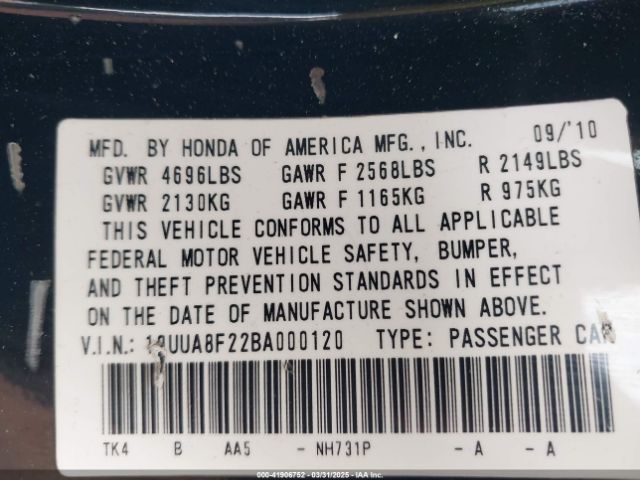 MFD. BY HONDA OF AMERICA MFG., INC. 09/'10
GVWR 4696LBS GAWR F 2568LBS R 2149LBS
GVWR 2130KG GAWR F 1165KG R 975KG
THIS VEHICLE CONFORMS TO ALL APPLICABLE
FEDERAL MOTOR VEHICLE SAFETY, BUMPER,
AND THEFT PREVENTION STANDARDS IN EFFECT
ON THE DATE OF MANUFACTURE SHOWN ABOVE.
V.I.N.: 19UUA8F22BA000120 TYPE: PASSENGER CAR
TK4 B AA5 - NH731P - A - A
000-41906752 - 03/31/2025 - IAA Inc.